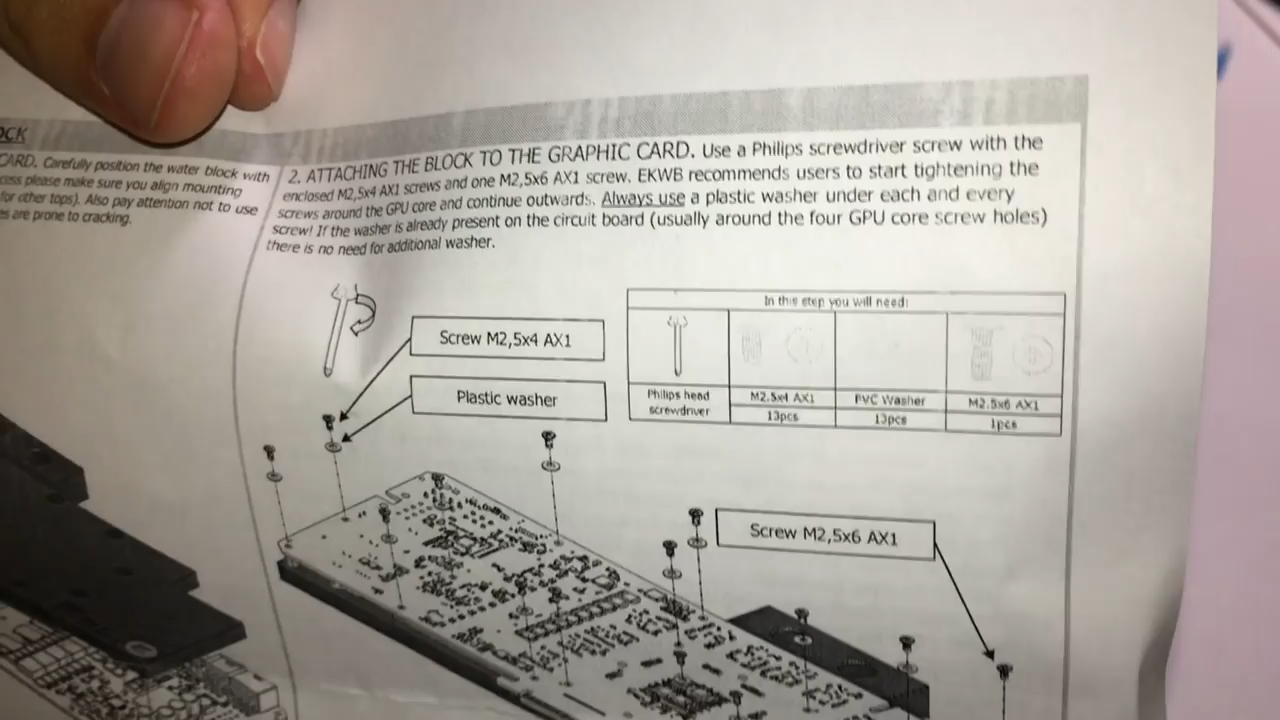 OCK
CARD. Carefully position the water block with
cess please make sure you align mounting
for other tops). Also pay attention not to use
es are prone to cracking.
2. ATTACHING THE BLOCK TO THE GRAPHIC CARD. Use a Philips screwdriver screw with the
enclosed M2,5x4 AX1 screws and one M2,5x6 AX1 screw. EKWB recommends users to start tightening the
screws around the GPU core and continue outwards. Always use a plastic washer under each and every
screw! If the washer is already present on the circuit board (usually around the four GPU core screw holes)
there is no need for additional washer.
Screw M2,5x4 AX1
Plastic washer
In this step you will need:
Philips head
screwdriver
M2.5x4 AX1
13pcs
PVC Washer
13pcs
M2.5x6 AX1
1pcs
Screw M2,5x6 AX1